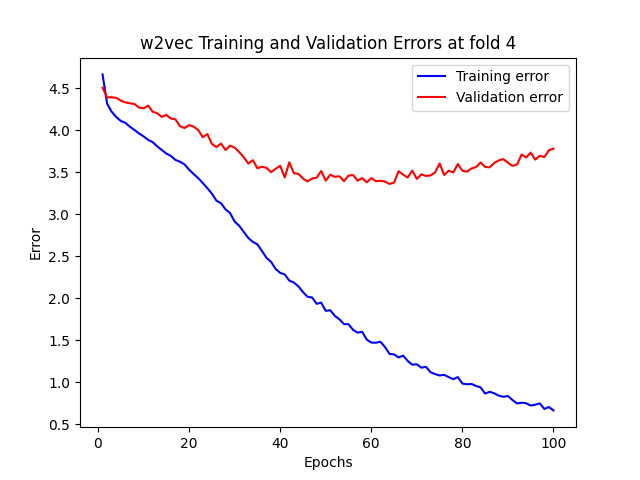 w2vec Training and Validation Errors at fold 4
Training error
Validation error
Error
4.5
4.0
3.5
3.0
2.5
2.0
1.5
1.0
0.5
0 20 40 60 80 100
Epochs